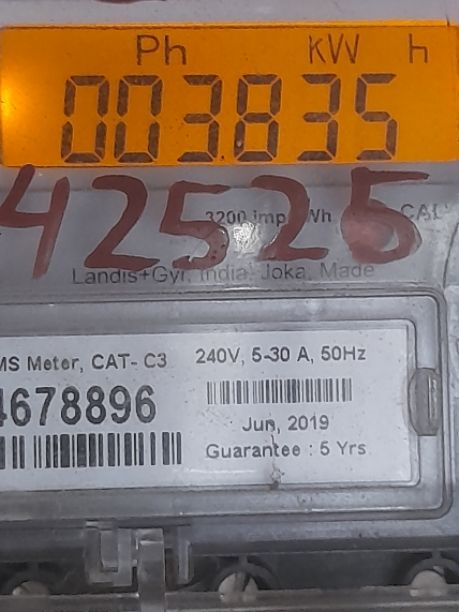 Ph KW h
003835
42525
3200 imp Wh CAL
Landis+Gyr, India, Joka, Made
MS Meter, CAT- C3 240V, 5-30 A, 50Hz
4678896
Jun, 2019
Guarantee : 5 Yrs